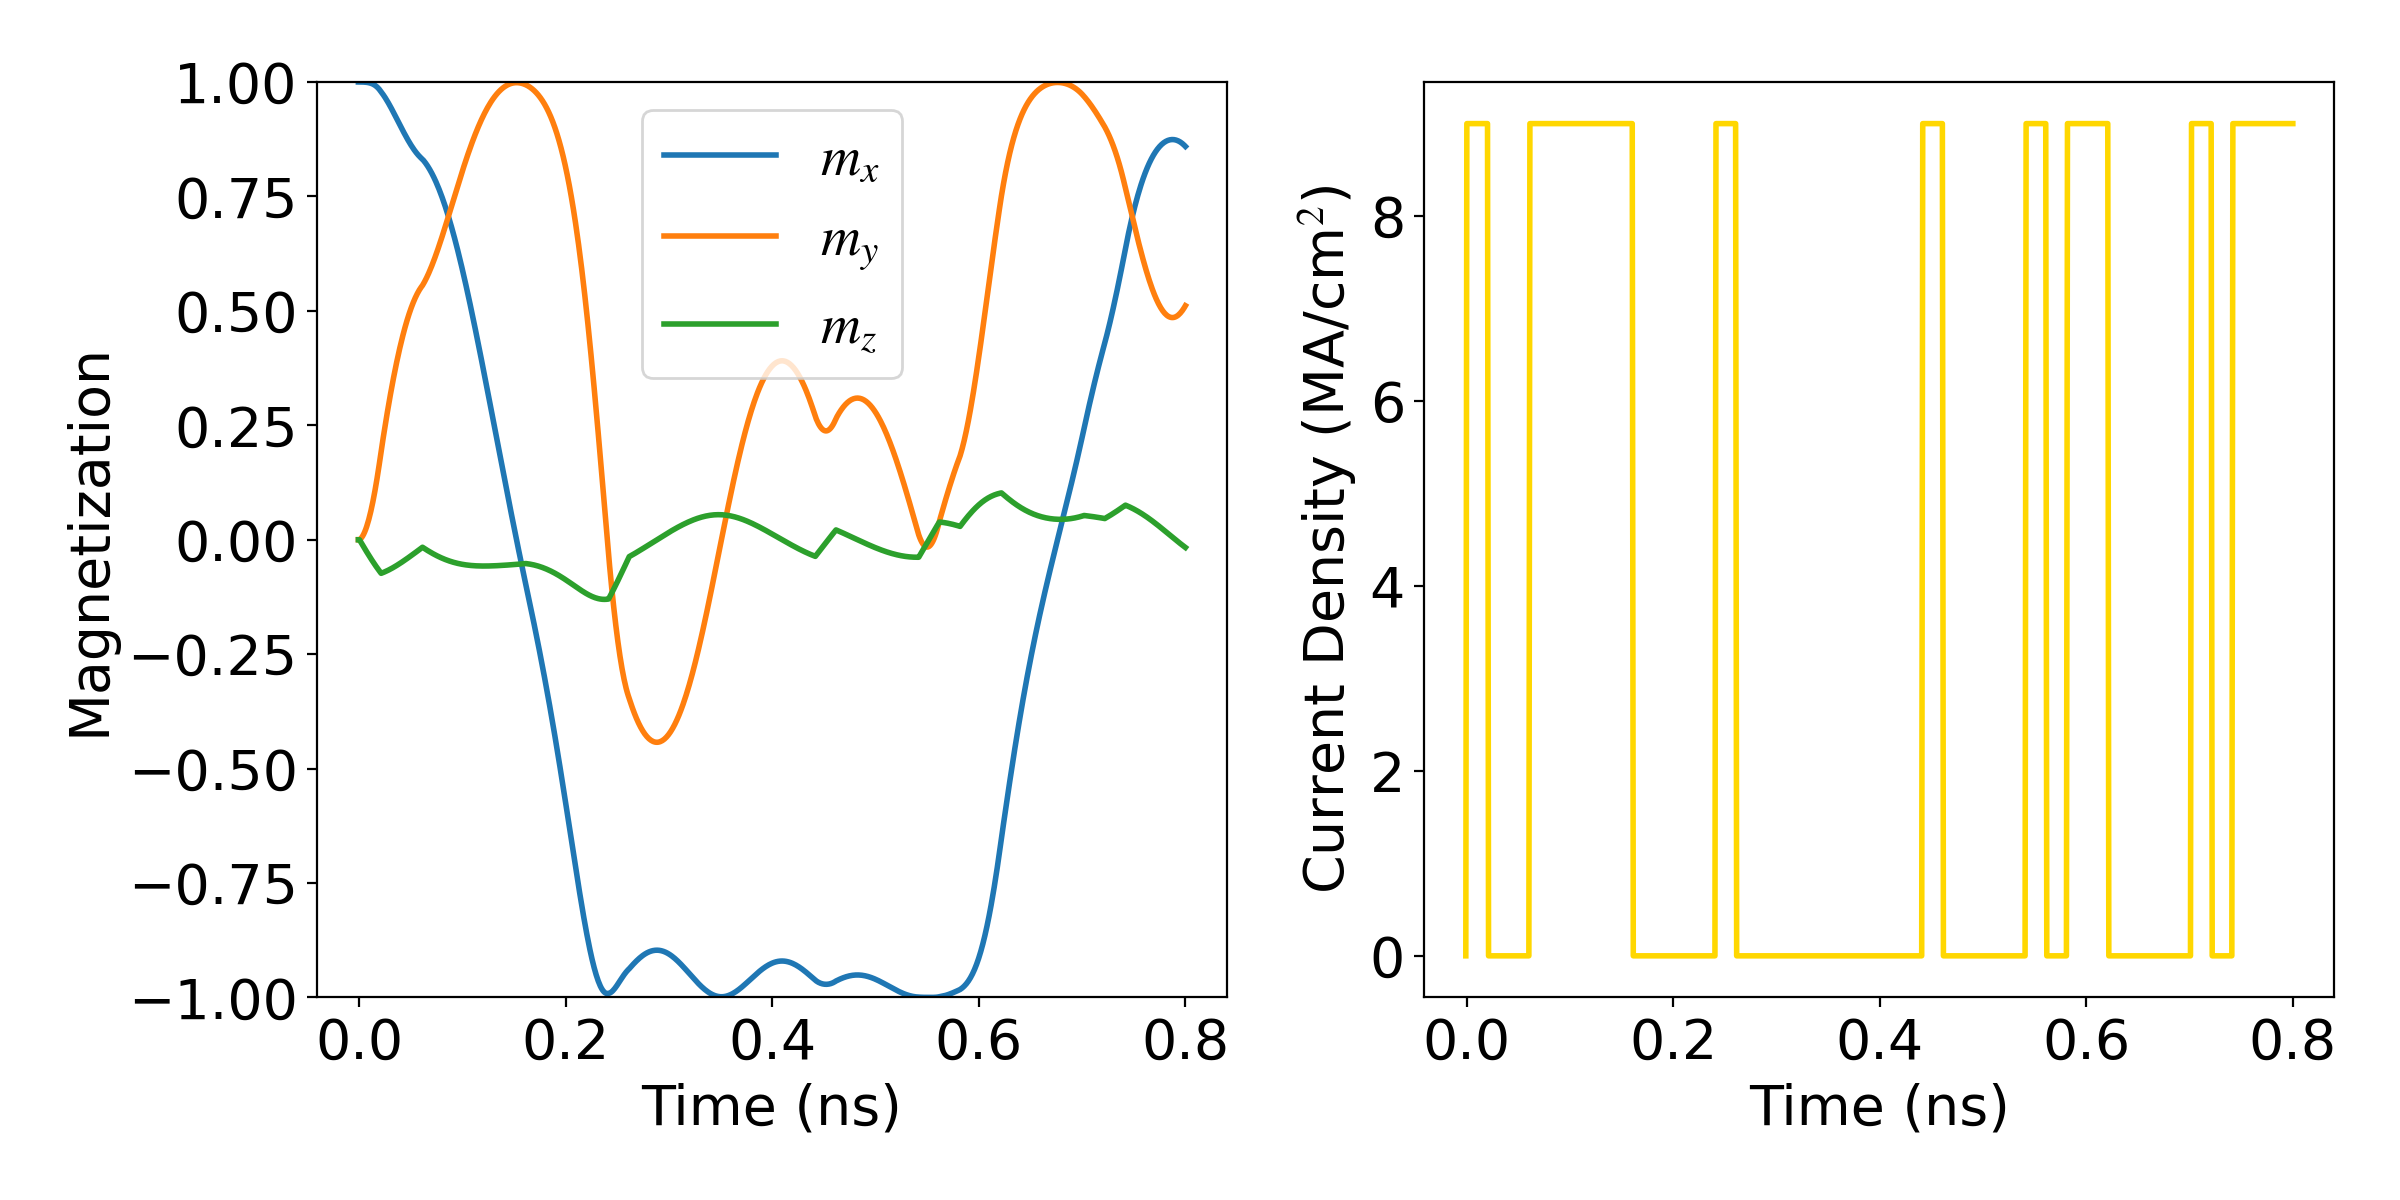 1.00
0.75
0.50
0.25
0.00
−0.25
−0.50
−0.75
−1.00
Magnetization
0.0 0.2 0.4 0.6 0.8
Time (ns)
m_x
m_y
m_z
8
6
4
2
0
Current Density (MA/cm²)
0.0 0.2 0.4 0.6 0.8
Time (ns)